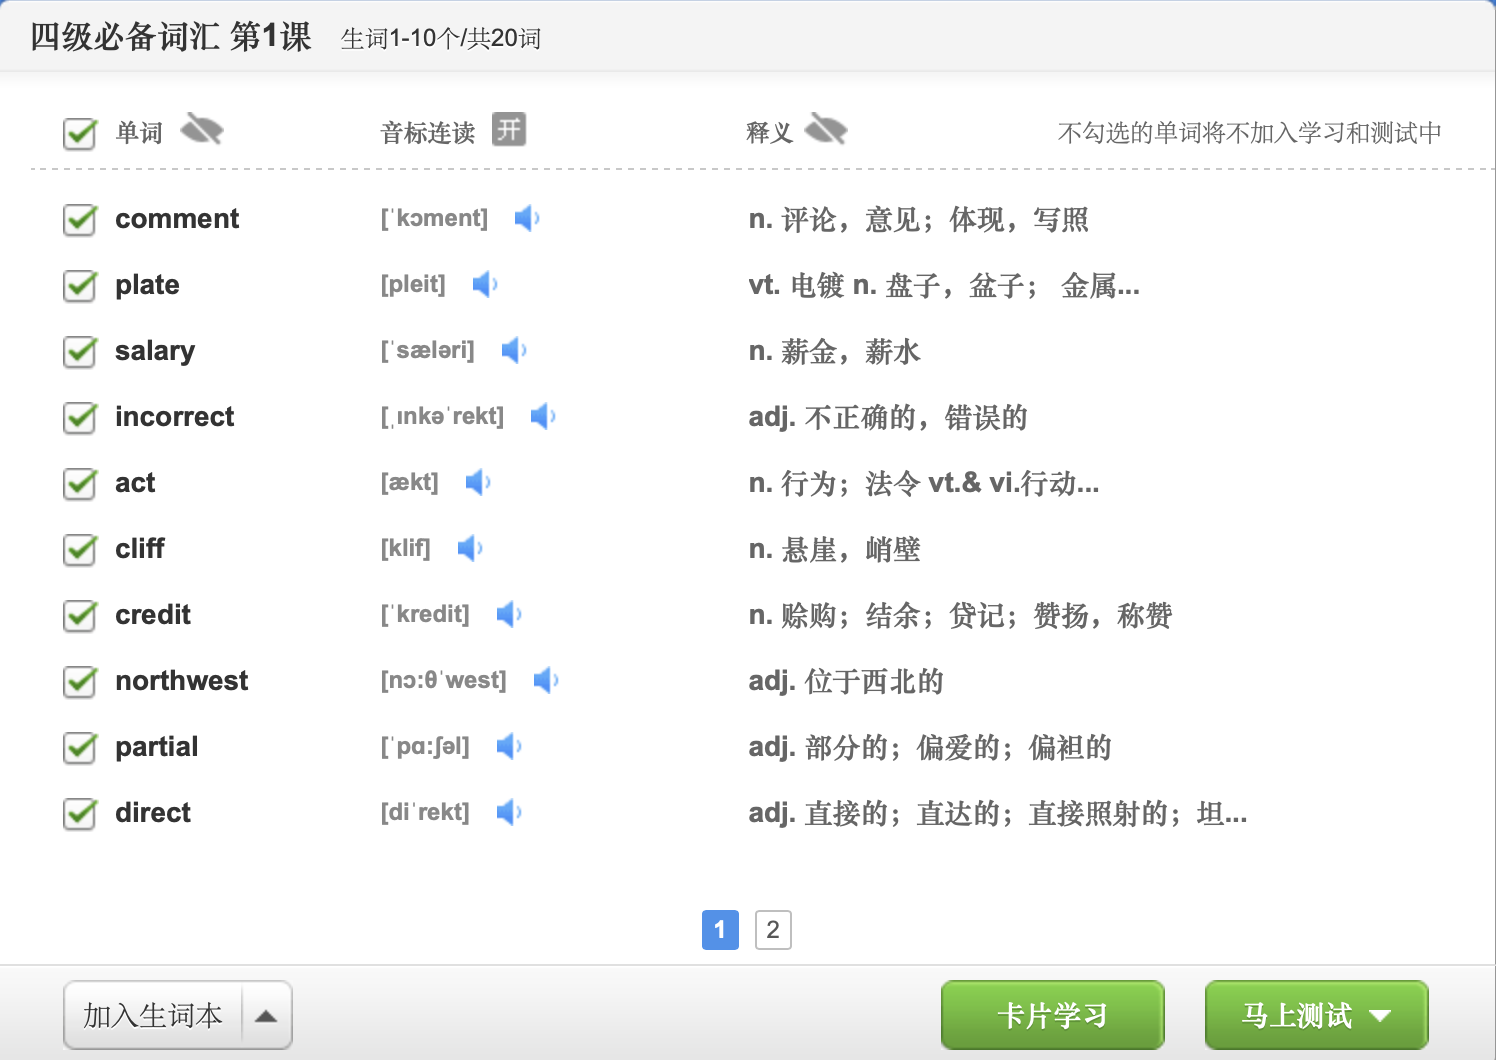 四级必备词汇 第1课 生词1-10个/共20词
单词 音标连读 开 释义 不勾选的单词将不加入学习和测试中
comment [ˈkɔment] n. 评论，意见；体现，写照
plate [pleit] vt. 电镀 n. 盘子，盆子； 金属...
salary [ˈsæləri] n. 薪金，薪水
incorrect [ˌɪnkəˈrekt] adj. 不正确的，错误的
act [ækt] n. 行为；法令 vt.& vi.行动...
cliff [klif] n. 悬崖，峭壁
credit [ˈkredit] n. 赊购；结余；贷记；赞扬，称赞
northwest [nɔ:θˈwest] adj. 位于西北的
partial [ˈpɑ:ʃəl] adj. 部分的；偏爱的；偏袒的
direct [diˈrekt] adj. 直接的；直达的；直接照射的；坦...
1 2
加入生词本 卡片学习 马上测试